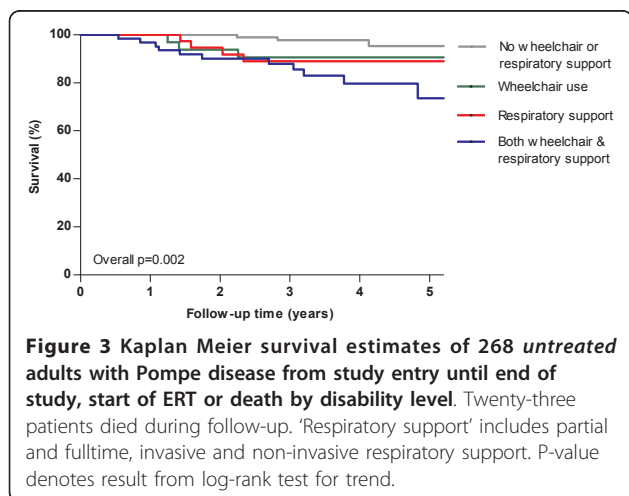 100
80
60
40
20
0
Survival (%)
Overall p=0.002
0 1 2 3 4 5
Follow-up time (years)
No wheelchair or
respiratory support
Wheelchair use
Respiratory support
Both wheelchair &
respiratory support
Figure 3 Kaplan Meier survival estimates of 268 untreated
adults with Pompe disease from study entry until end of
study, start of ERT or death by disability level. Twenty-three
patients died during follow-up. ‘Respiratory support’ includes partial
and fulltime, invasive and non-invasive respiratory support. P-value
denotes result from log-rank test for trend.